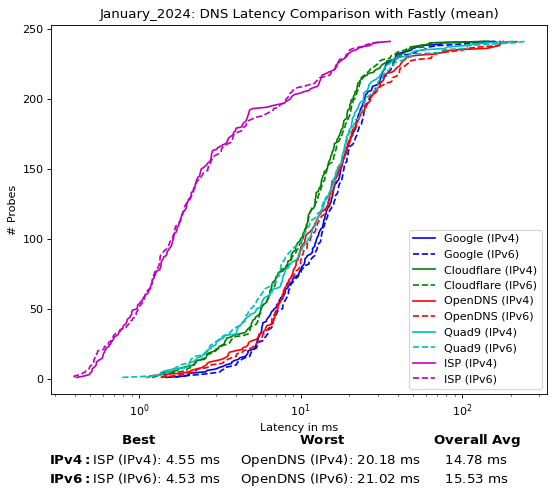 January_2024: DNS Latency Comparison with Fastly (mean)
250
200
150
100
50
0
# Probes
Google (IPv4)
Google (IPv6)
Cloudflare (IPv4)
Cloudflare (IPv6)
OpenDNS (IPv4)
OpenDNS (IPv6)
Quad9 (IPv4)
Quad9 (IPv6)
ISP (IPv4)
ISP (IPv6)
10⁰ 10¹ 10²
Latency in ms
Best Worst Overall Avg
IPv4: ISP (IPv4): 4.55 ms OpenDNS (IPv4): 20.18 ms 14.78 ms
IPv6: ISP (IPv6): 4.53 ms OpenDNS (IPv6): 21.02 ms 15.53 ms